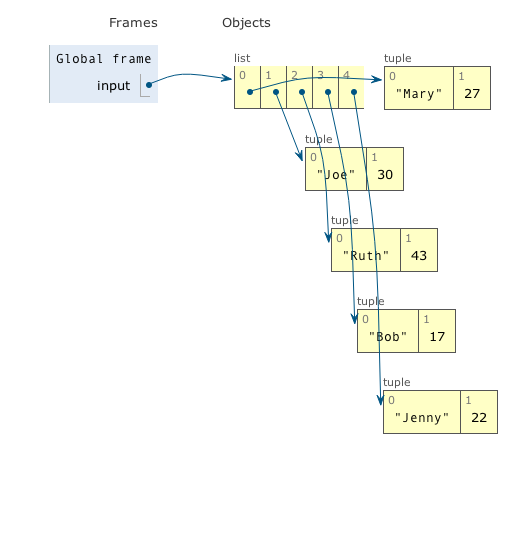 Frames Objects
Global frame
input
list
0 1 2 3 4
tuple
0 1
"Mary" 27
tuple
0 1
"Joe" 30
tuple
0 1
"Ruth" 43
tuple
0 1
"Bob" 17
tuple
0 1
"Jenny" 22